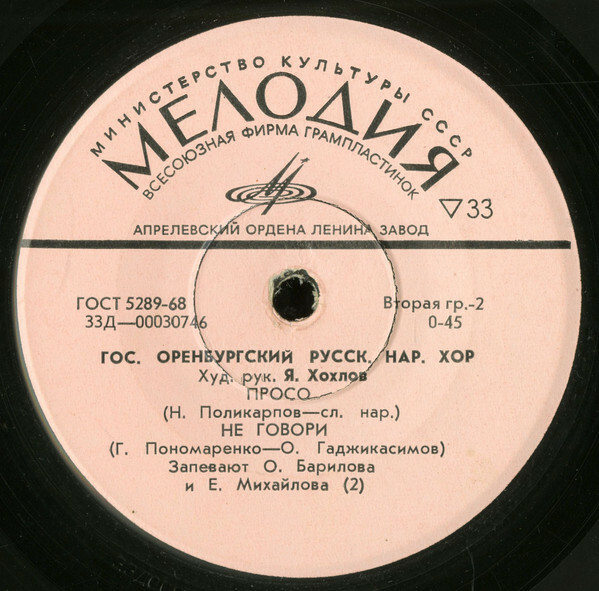 МИНИСТЕРСТВО КУЛЬТУРЫ СССР
МЕЛОДИЯ
ВСЕСОЮЗНАЯ ФИРМА ГРАМПЛАСТИНОК
▽33
АПРЕЛЕВСКИЙ ОРДЕНА ЛЕНИНА ЗАВОД
ГОСТ 5289-68 Вторая гр.-2
33Д—00030746 0-45
ГОС. ОРЕНБУРГСКИЙ РУССК. НАР. ХОР
Худ. рук. Я. Хохлов
ПРОСО
(Н. Поликарпов—сл. нар.)
НЕ ГОВОРИ
(Г. Пономаренко—О. Гаджикасимов)
Запевают О. Барилова
и Е. Михайлова (2)